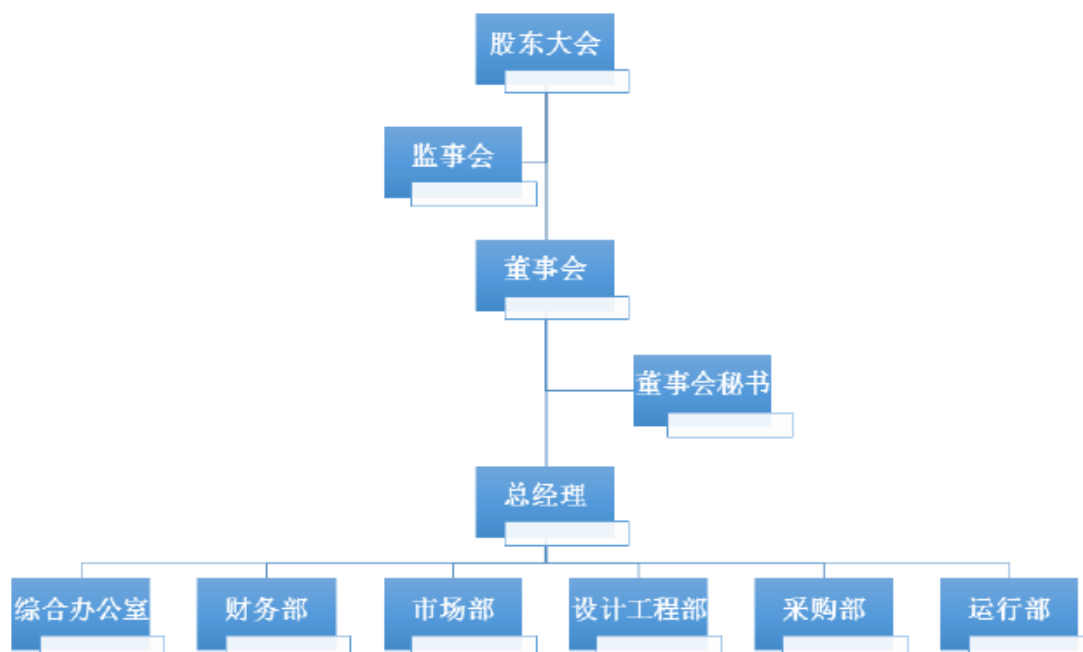 股东大会
监事会
董事会
董事会秘书
总经理
综合办公室
财务部
市场部
设计工程部
采购部
运行部